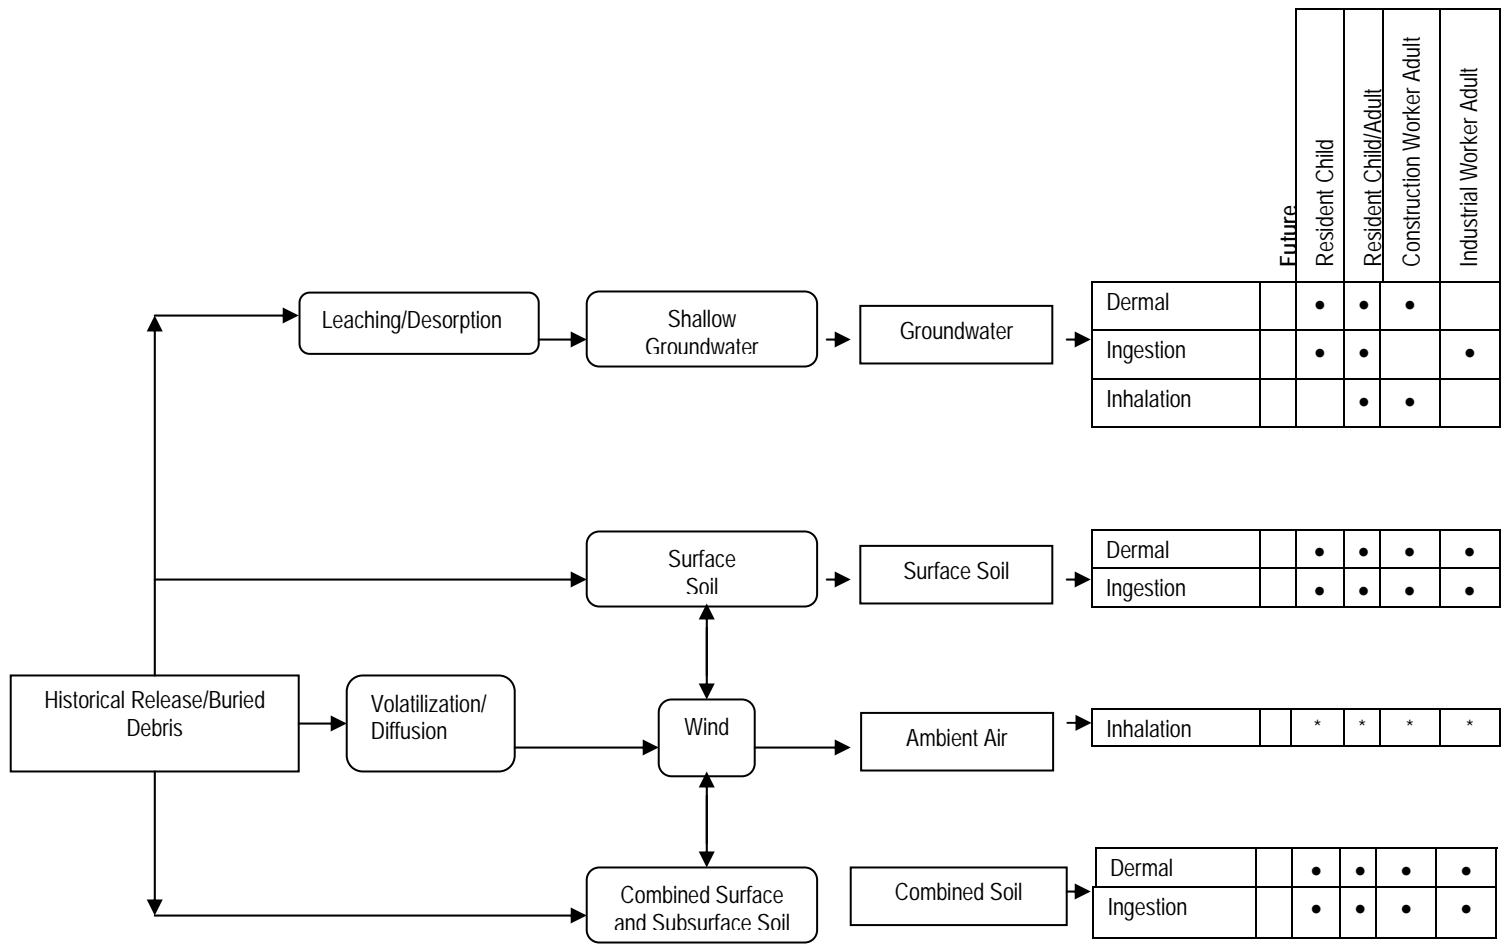 Future
Resident Child
Resident Child/Adult
Construction Worker Adult
Industrial Worker Adult
Leaching/Desorption
Shallow
Groundwater
Groundwater
Dermal • • •
Ingestion • • •
Inhalation • •
Surface
Soil
Surface Soil
Dermal • • • •
Ingestion • • • •
Historical Release/Buried
Debris
Volatilization/
Diffusion
Wind
Ambient Air
Inhalation * * * *
Combined Surface
and Subsurface Soil
Combined Soil
Dermal • • • •
Ingestion • • • •